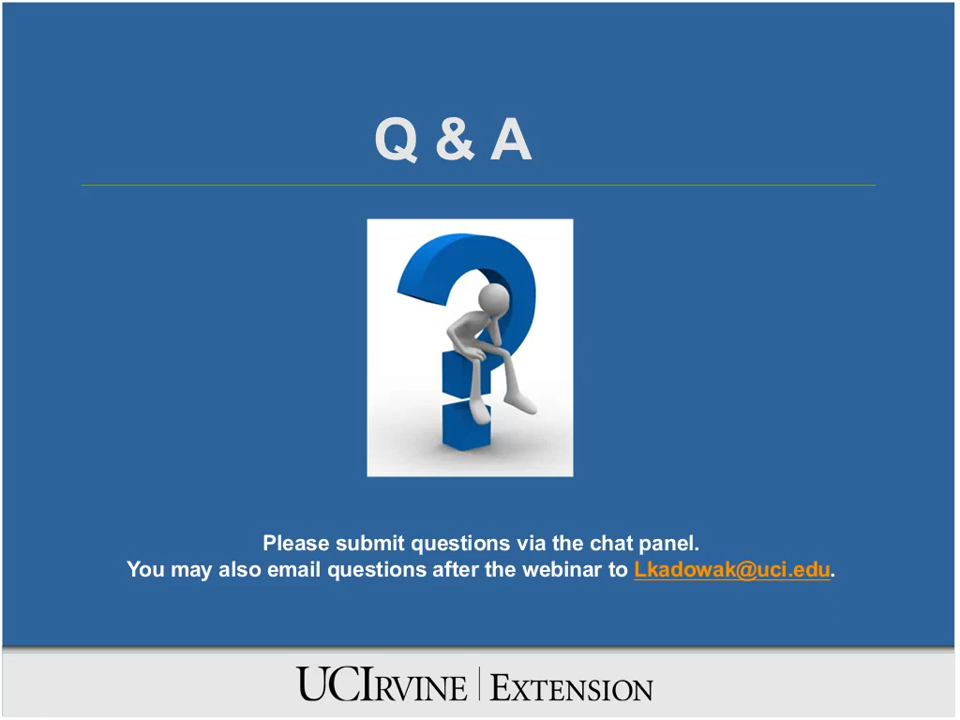 Q & A
Please submit questions via the chat panel.
You may also email questions after the webinar to Lkadowak@uci.edu.
UCIRVINE | EXTENSION